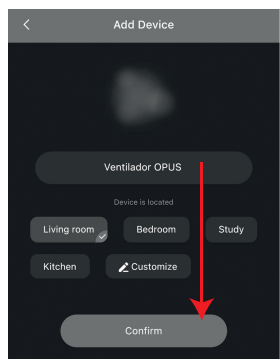 Add Device
Ventilador OPUS
Device is located
Living room
Bedroom
Study
Kitchen
Customize
Confirm